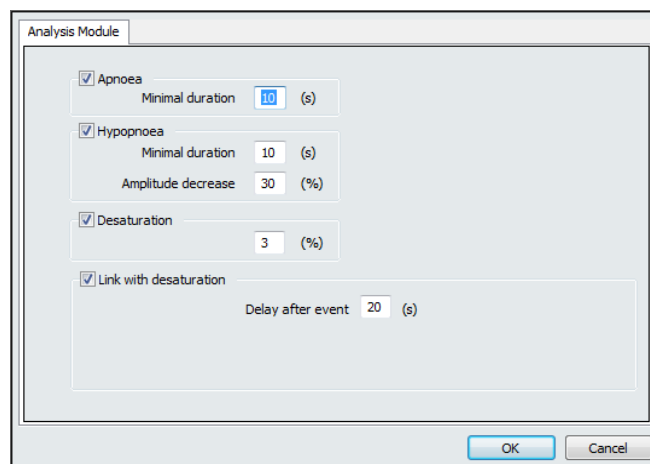 Analysis Module
Apnoea
Minimal duration 10 (s)
Hypopnoea
Minimal duration 10 (s)
Amplitude decrease 30 (%)
Desaturation
3 (%)
Link with desaturation
Delay after event 20 (s)
OK Cancel